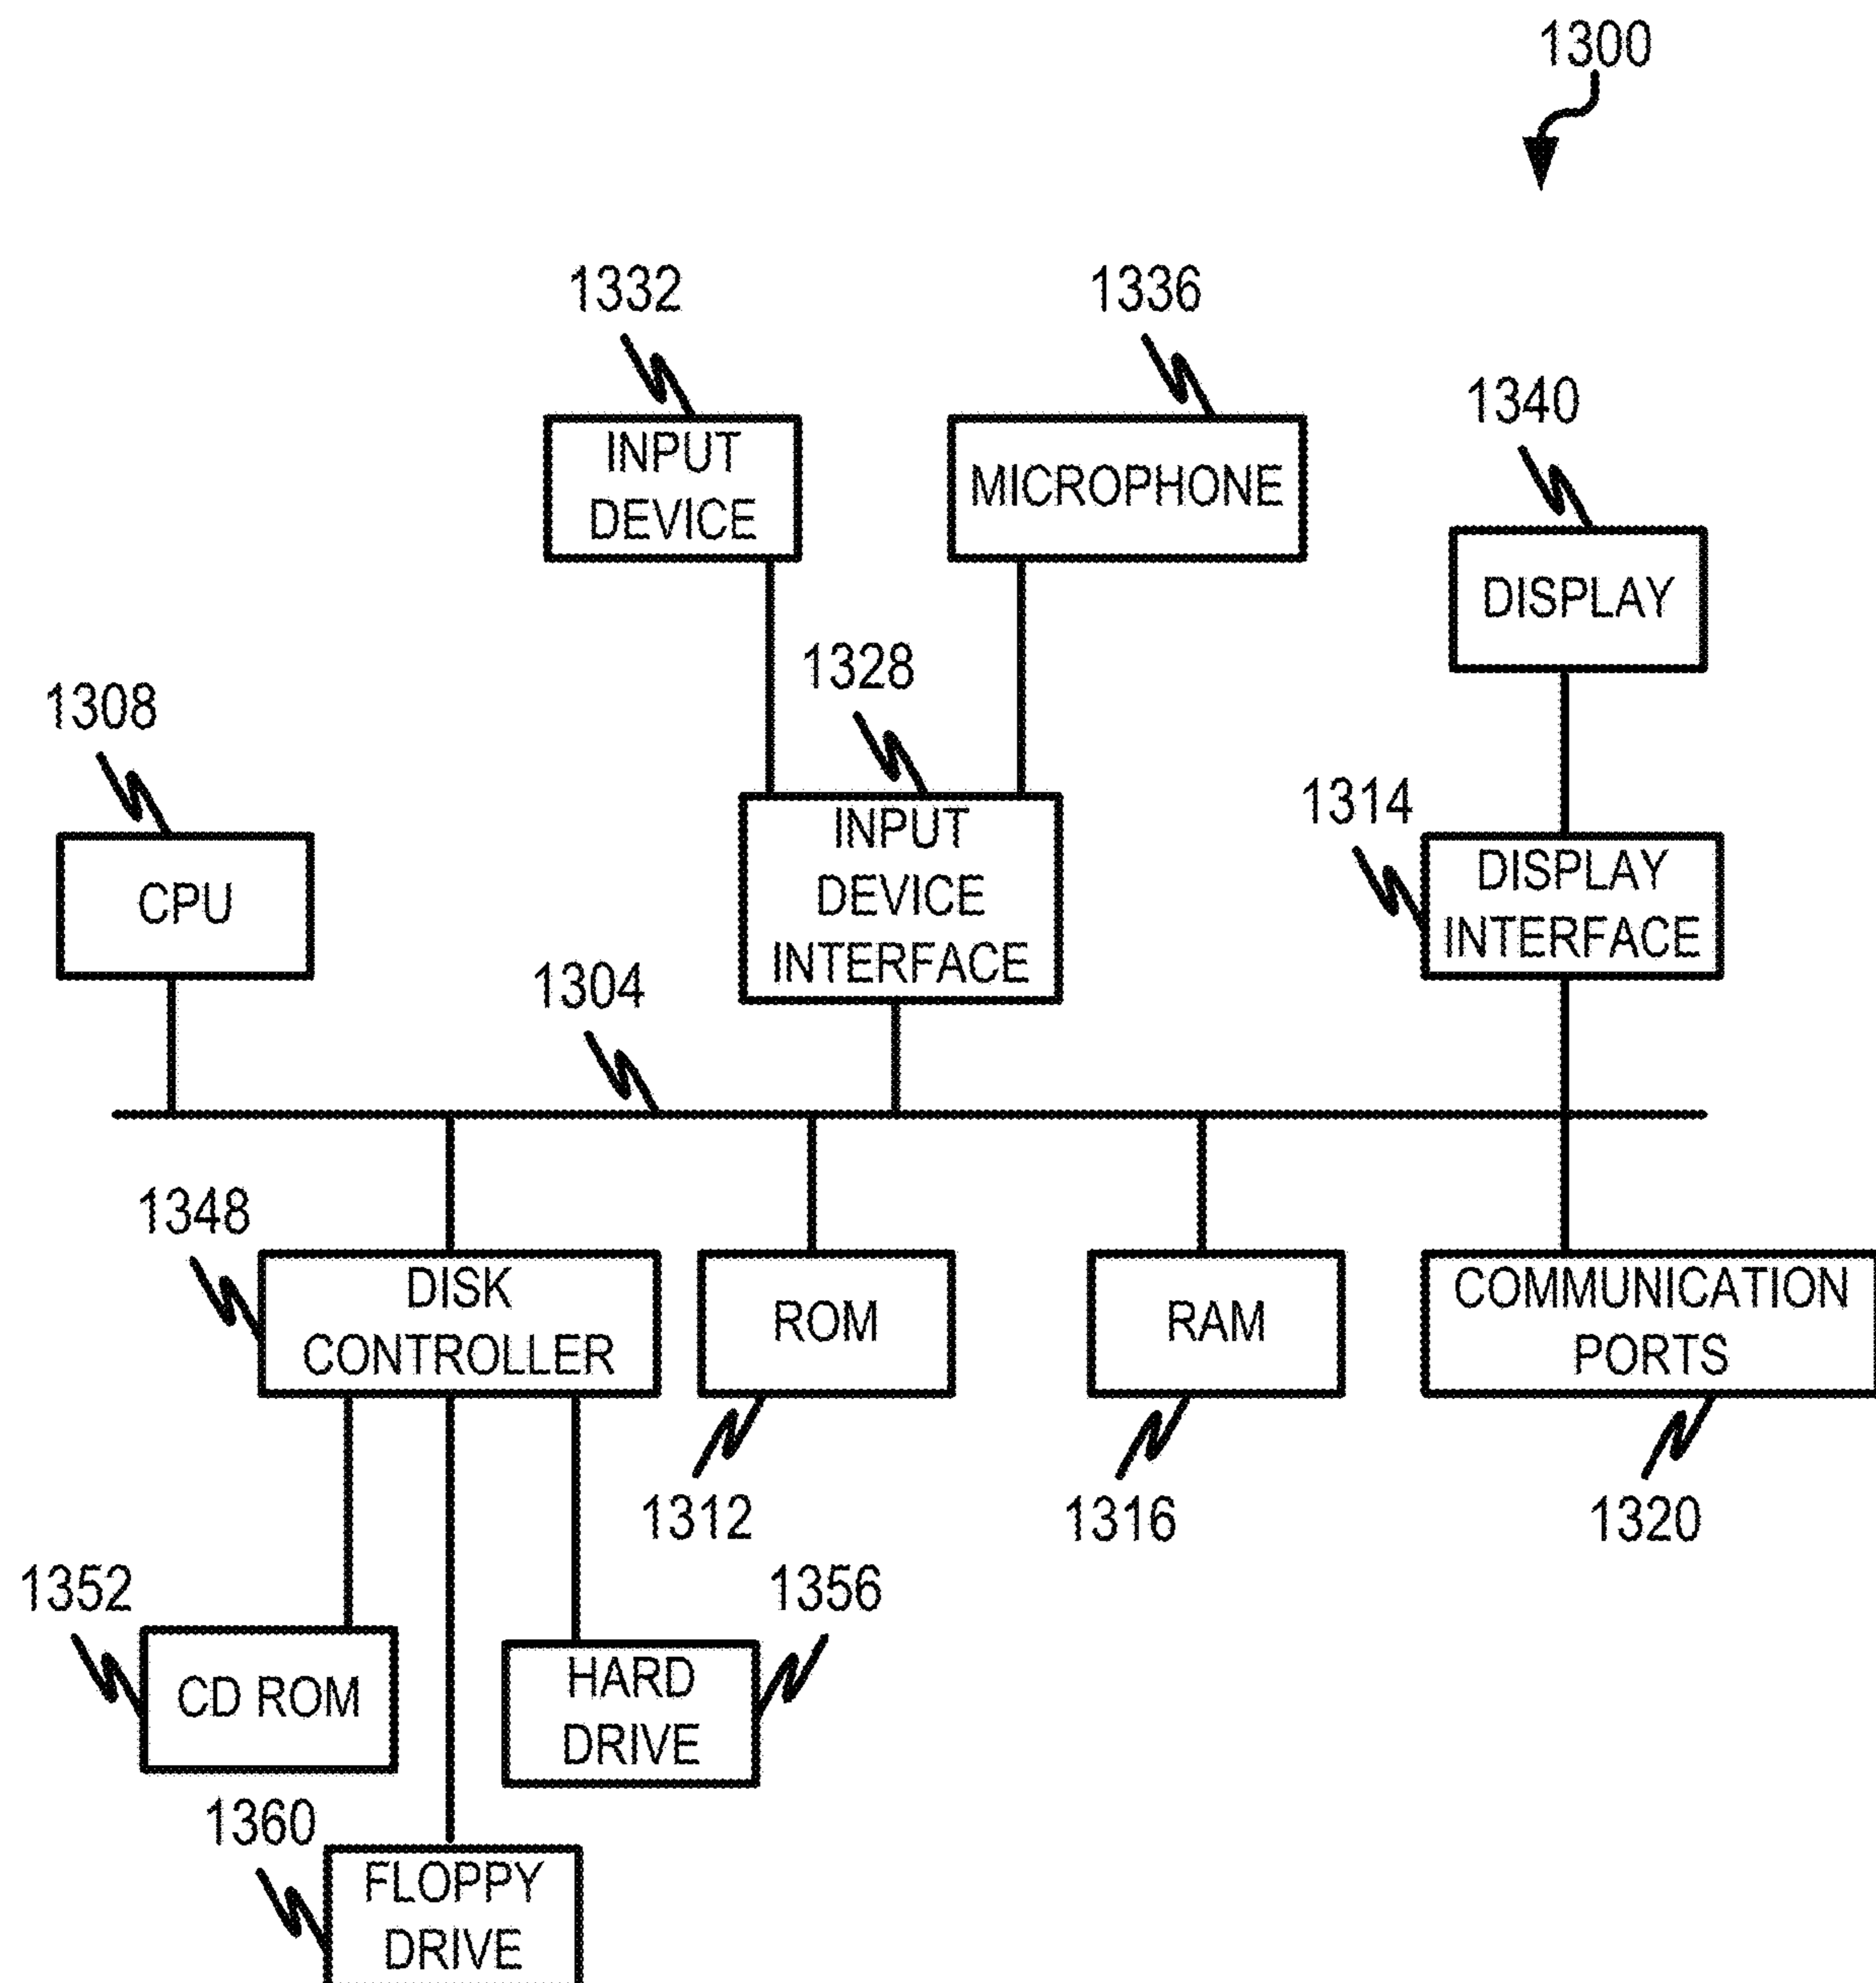 1300
1332
1336
INPUT
DEVICE
MICROPHONE
1340
DISPLAY
1328
1308
INPUT
DEVICE
INTERFACE
1314
CPU
DISPLAY
INTERFACE
1304
1348
DISK
CONTROLLER
ROM
RAM
COMMUNICATION
PORTS
1312
1316
1320
1352
1356
CD ROM
HARD
DRIVE
1360
FLOPPY
DRIVE